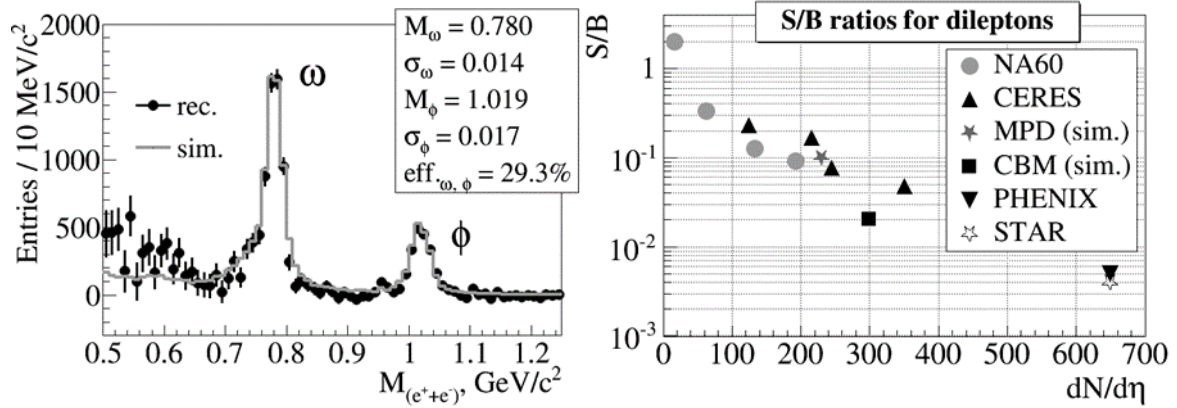 Entries / 10 MeV/c²
2000
1500
1000
500
0
rec.
sim.
ω
ϕ
M_ω = 0.780
σ_ω = 0.014
M_ϕ = 1.019
σ_ϕ = 0.017
eff._ω, ϕ = 29.3%
0.5 0.6 0.7 0.8 0.9 1 1.1 1.2
M_(e⁺+e⁻), GeV/c²
S/B ratios for dileptons
S/B
1
10⁻¹
10⁻²
10⁻³
NA60
CERES
MPD (sim.)
CBM (sim.)
PHENIX
STAR
0 100 200 300 400 500 600 700
dN/dη